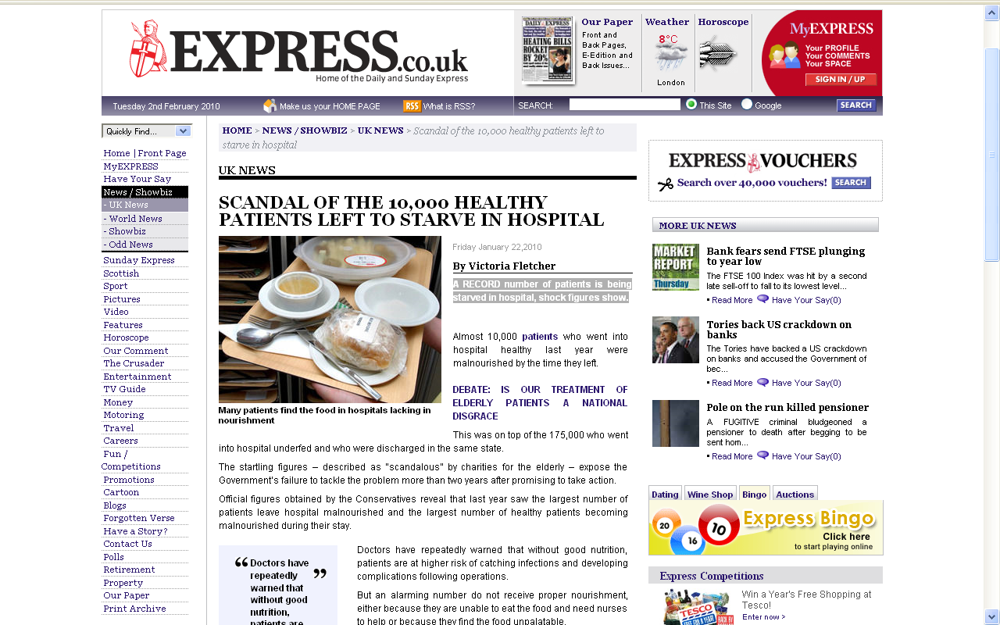 EXPRESS.co.uk
Home of the Daily and Sunday Express
DAILY EXPRESS
HEATING BILLS
ROCKET
BY 20%
Our Paper
Front and
Back Pages,
E-Edition and
Back Issues...
Weather
8°C
London
Horoscope
MyEXPRESS
Your PROFILE
Your COMMENTS
Your SPACE
SIGN IN / UP
Tuesday 2nd February 2010
Make us your HOME PAGE
RSS What is RSS?
SEARCH:
This Site
Google
SEARCH
Quickly Find...
Home | Front Page
MyEXPRESS
Have Your Say
News / Showbiz
- UK News
- World News
- Showbiz
- Odd News
Sunday Express
Scottish
Sport
Pictures
Video
Features
Horoscope
Our Comment
The Crusader
Entertainment
TV Guide
Money
Motoring
Travel
Careers
Fun /
Competitions
Promotions
Cartoon
Blogs
Forgotten Verse
Have a Story?
Contact Us
Polls
Retirement
Property
Our Paper
Print Archive
HOME > NEWS / SHOWBIZ > UK NEWS > Scandal of the 10,000 healthy patients left to
starve in hospital
UK NEWS
SCANDAL OF THE 10,000 HEALTHY
PATIENTS LEFT TO STARVE IN HOSPITAL
Many patients find the food in hospitals lacking in
nourishment
Friday January 22,2010
By Victoria Fletcher
A RECORD number of patients is being
starved in hospital, shock figures show.
Almost 10,000 patients who went into
hospital healthy last year were
malnourished by the time they left.
DEBATE: IS OUR TREATMENT OF
ELDERLY PATIENTS A NATIONAL
DISGRACE
This was on top of the 175,000 who went
into hospital underfed and who were discharged in the same state.
The startling figures – described as "scandalous" by charities for the elderly – expose the
Government's failure to tackle the problem more than two years after promising to take action.
Official figures obtained by the Conservatives reveal that last year saw the largest number of
patients leave hospital malnourished and the largest number of healthy patients becoming
malnourished during their stay.
“ Doctors have ”
repeatedly
warned that
without good
nutrition,
patients are
Doctors have repeatedly warned that without good nutrition,
patients are at higher risk of catching infections and developing
complications following operations.
But an alarming number do not receive proper nourishment,
either because they are unable to eat the food and need nurses
to help or because they find the food unpalatable.
EXPRESS VOUCHERS
Search over 40,000 vouchers! SEARCH
MORE UK NEWS
MARKET
REPORT
Thursday
Bank fears send FTSE plunging
to year low
The FTSE 100 Index was hit by a second
late sell-off to fall to its lowest level...
Read More Have Your Say(0)
Tories back US crackdown on
banks
The Tories have backed a US crackdown
on banks and accused the Government of
bec...
Read More Have Your Say(0)
Pole on the run killed pensioner
A FUGITIVE criminal bludgeoned a
pensioner to death after begging to be
sent hom...
Read More Have Your Say(0)
Dating Wine Shop Bingo Auctions
20 16 10
Express Bingo
Click here
to start playing online
Express Competitions
TESCO
Win a Year's Free Shopping at
Tesco!
Enter now >